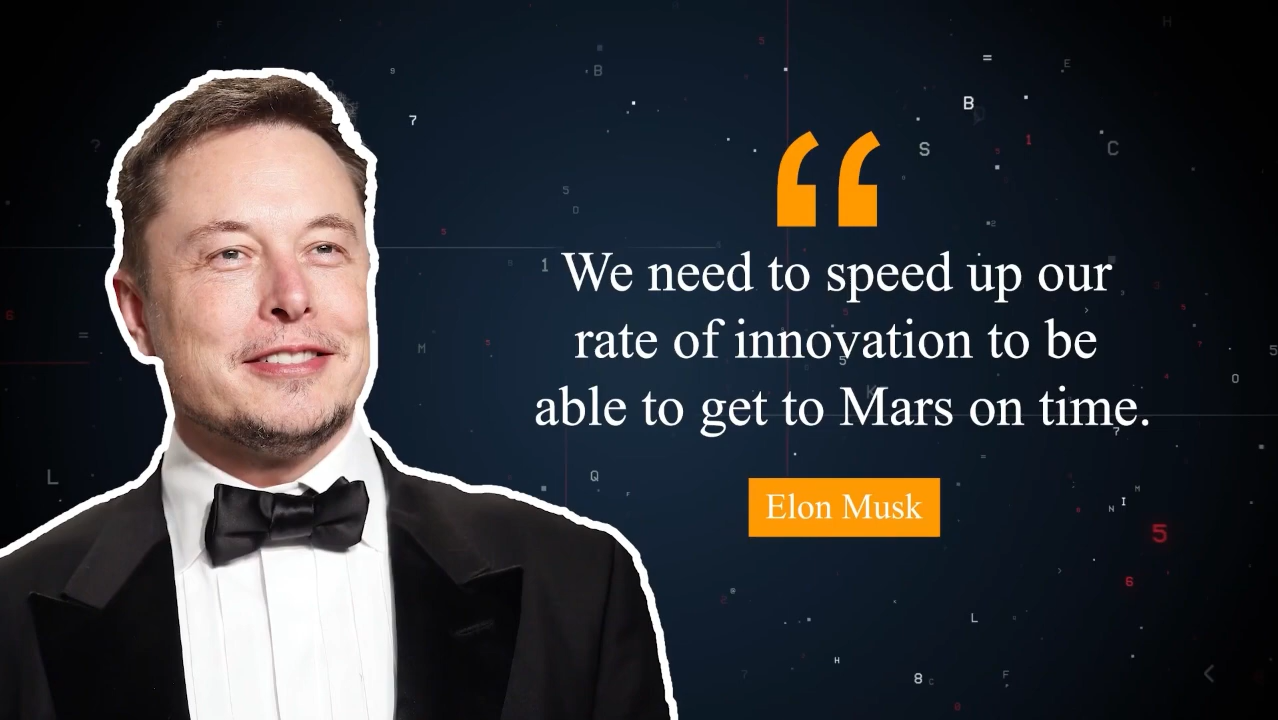 We need to speed up our
rate of innovation to be
able to get to Mars on time.
Elon Musk